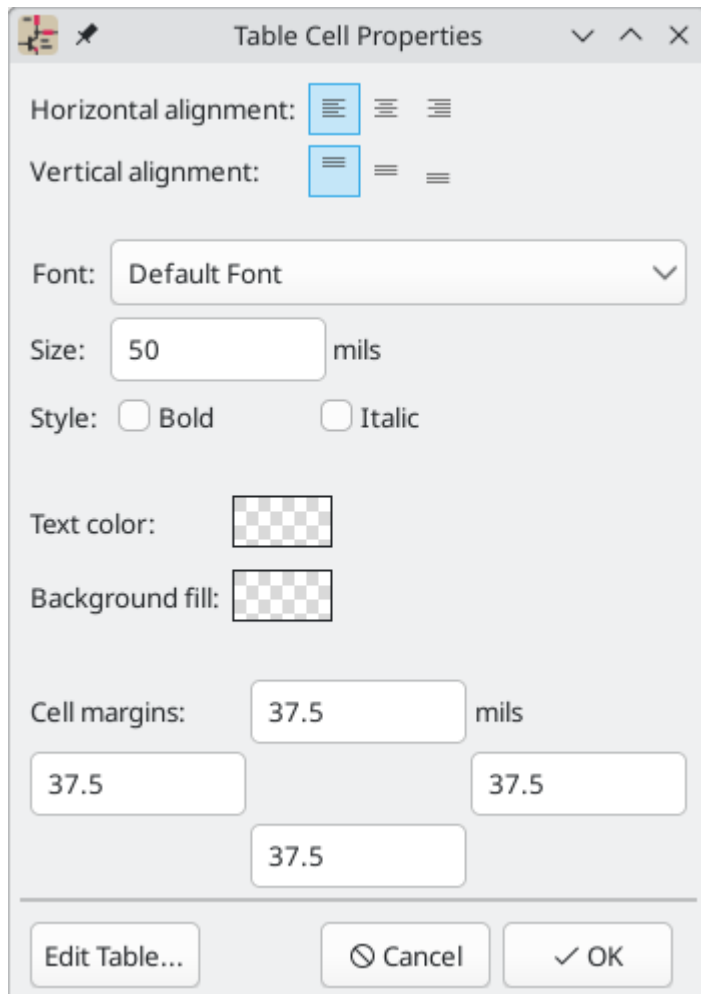 Table Cell Properties
Horizontal alignment:
Vertical alignment:
Font: Default Font
Size: 50 mils
Style: Bold Italic
Text color:
Background fill:
Cell margins: 37.5 mils
37.5 37.5
37.5
Edit Table... Cancel OK